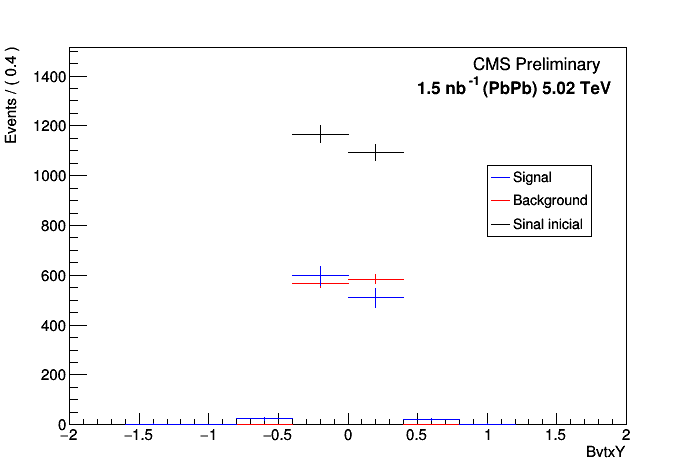 CMS Preliminary
1.5 nb-1 (PbPb) 5.02 TeV
Events / ( 0.4 )
1400
1200
1000
800
600
400
200
0
Signal
Background
Sinal inicial
−2 −1.5 −1 −0.5 0 0.5 1 1.5 2
BvtxY